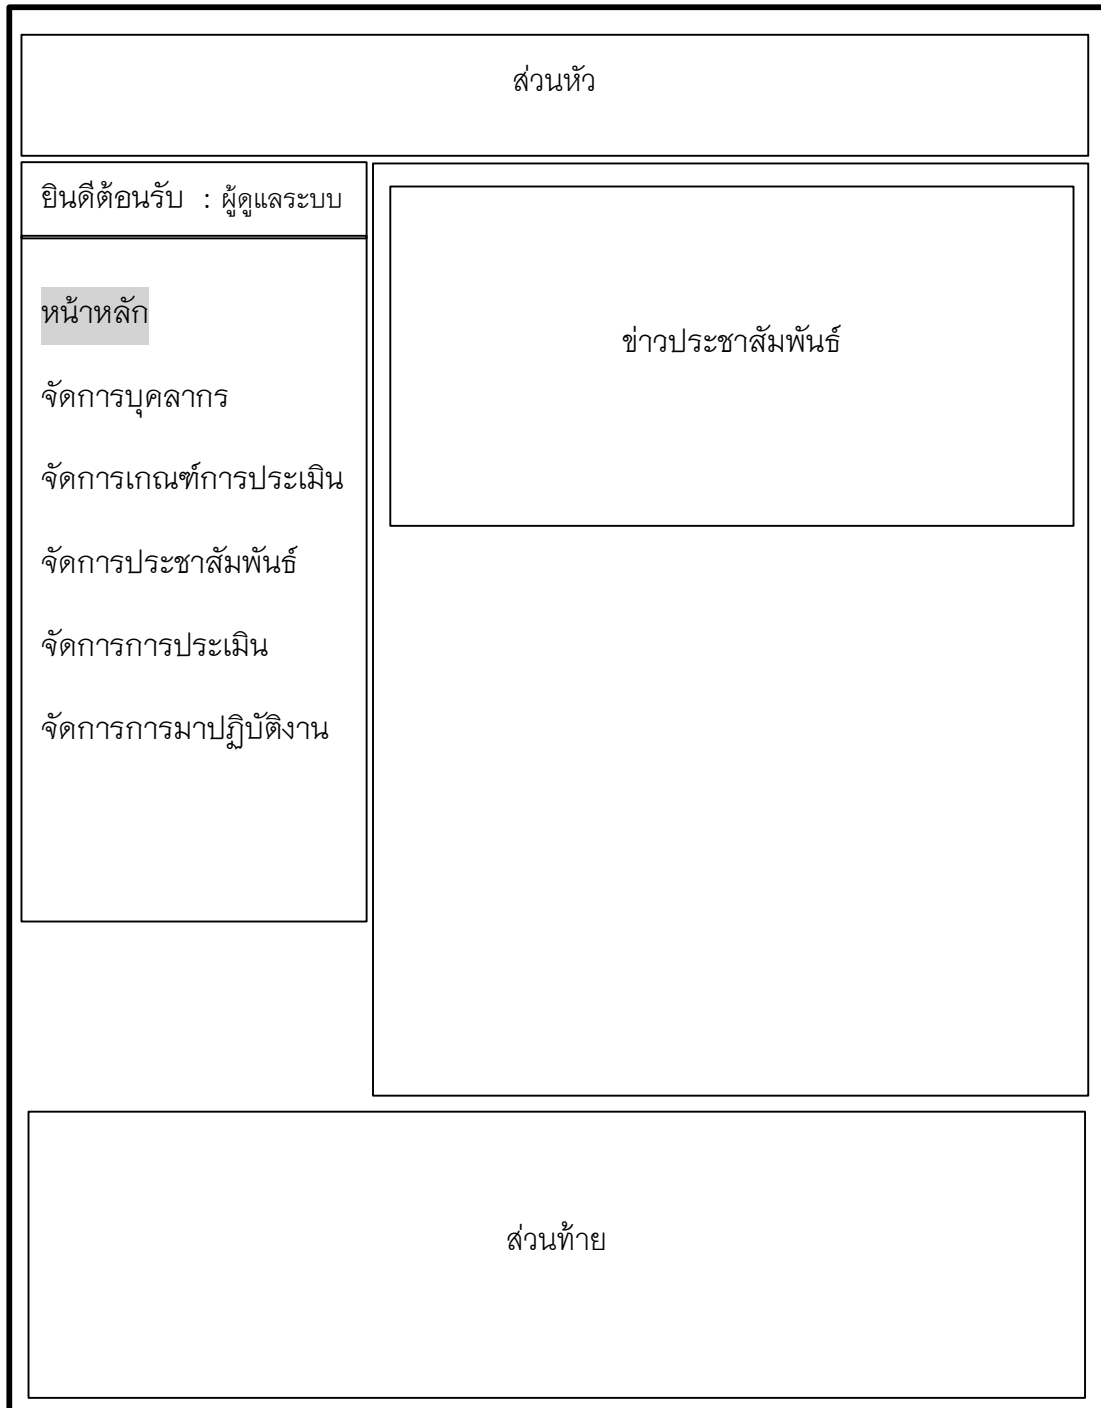 ส่วนหัว
ยินดีต้อนรับ : ผู้ดูแลระบบ
หน้าหลัก
จัดการบุคลากร
จัดการเกณฑ์การประเมิน
จัดการประชาสัมพันธ์
จัดการการประเมิน
จัดการการมาปฏิบัติงาน
ข่าวประชาสัมพันธ์
ส่วนท้าย